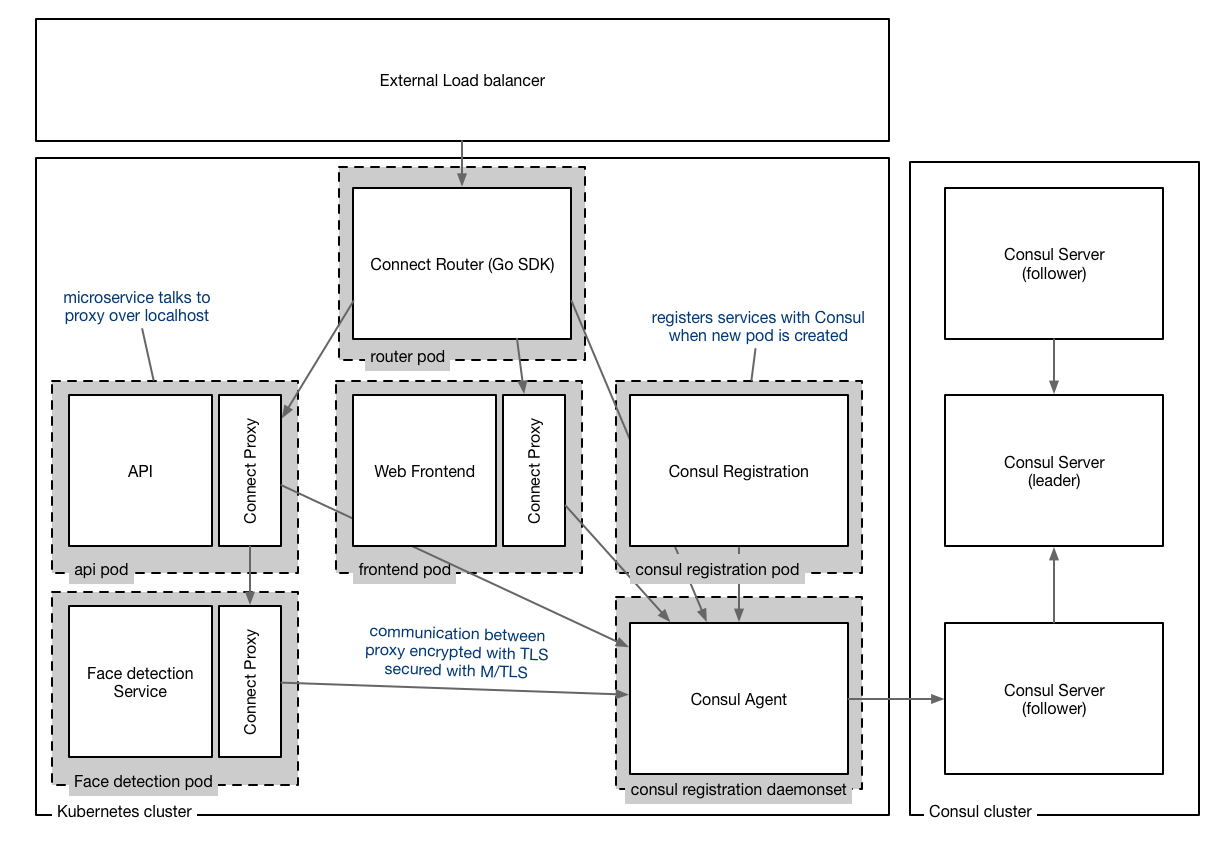 External Load balancer
Connect Router (Go SDK)
router pod
microservice talks to
proxy over localhost
registers services with Consul
when new pod is created
API
Connect Proxy
api pod
Web Frontend
Connect Proxy
frontend pod
Consul Registration
consul registration pod
Face detection
Service
Connect Proxy
Face detection pod
communication between
proxy encrypted with TLS
secured with M/TLS
Consul Agent
consul registration daemonset
Kubernetes cluster
Consul Server
(follower)
Consul Server
(leader)
Consul Server
(follower)
Consul cluster